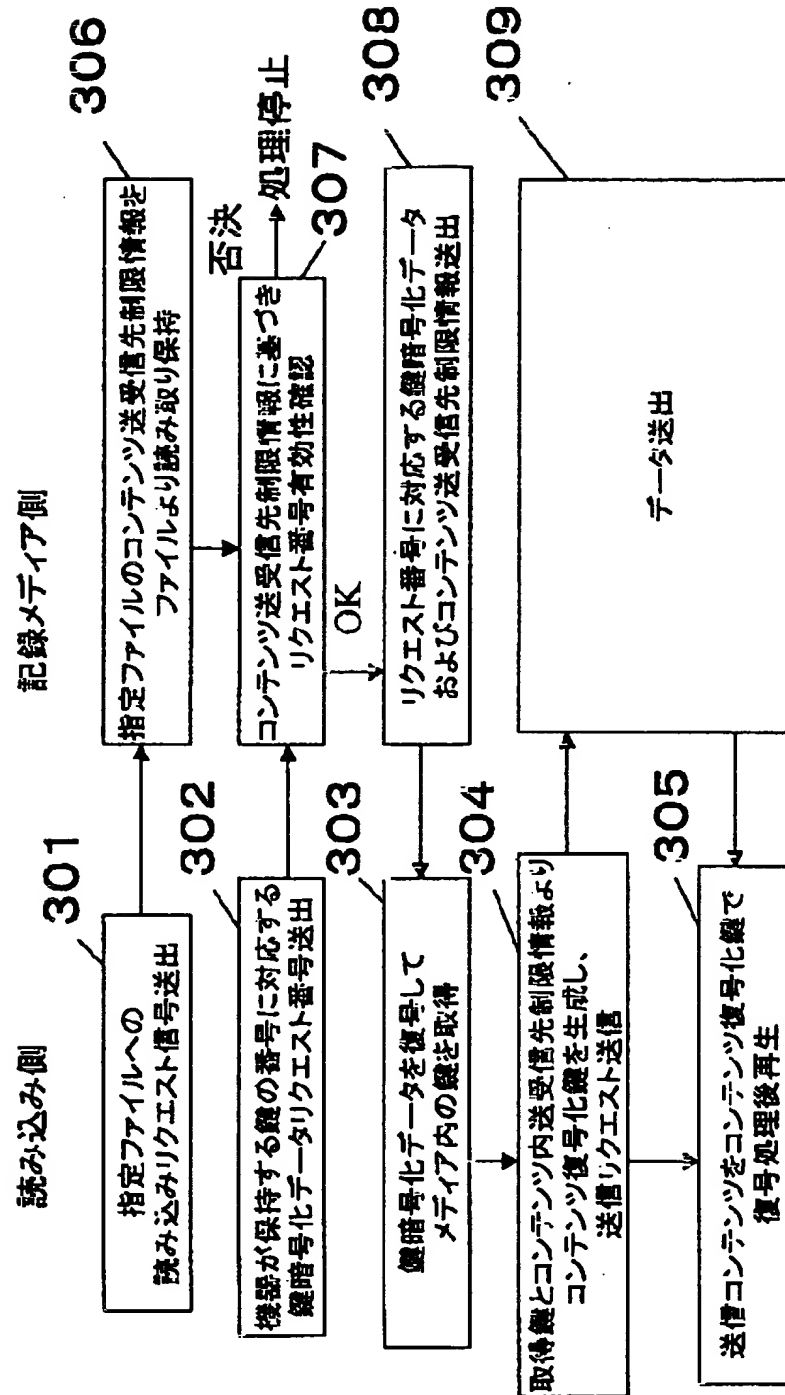 読み込み側
記録メディア側
301
指定ファイルへの
読み込みリクエスト信号送出
306
指定ファイルのコンテンツ送受信先制限情報を
ファイルより読み取り保持
302
機器が保持する鍵の番号に対応する
鍵暗号化データリクエスト番号送出
否決
処理停止
307
コンテンツ送受信先制限情報に基づき
リクエスト番号有効性確認
OK
303
鍵暗号化データを復号して
メディア内の鍵を取得
308
リクエスト番号に対応する鍵暗号化データ
およびコンテンツ送受信先制限情報送出
304
取得鍵とコンテンツ内送受信先制限情報より
コンテンツ復号化鍵を生成し、
送信リクエスト送信
309
データ送出
305
送信コンテンツをコンテンツ復号化鍵で
復号処理後再生